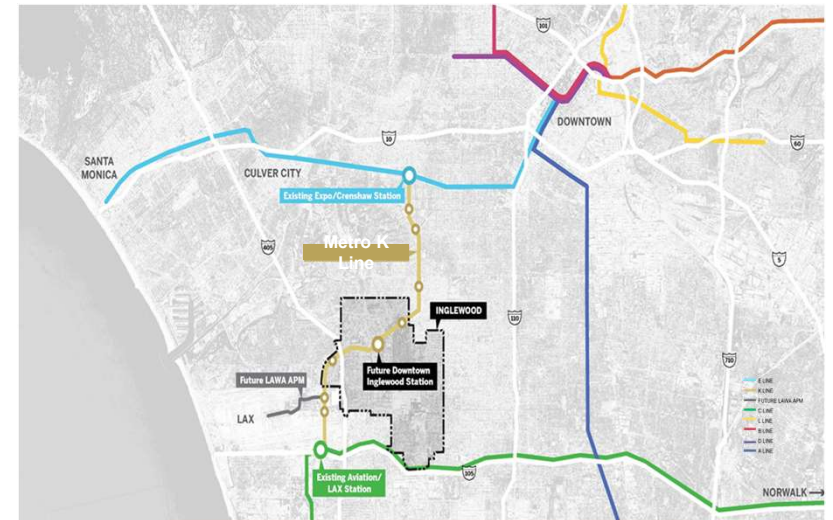 101
DOWNTOWN
10
60
SANTA
MONICA
CULVER CITY
Existing Expo/Crenshaw Station
405
Metro K
Line
5
INGLEWOOD
110
710
Future Downtown
Inglewood Station
Future LAWA APM
LAX
E LINE
K LINE
FUTURE LAWA APM
C LINE
L LINE
B LINE
D LINE
A LINE
105
Existing Aviation/
LAX Station
NORWALK